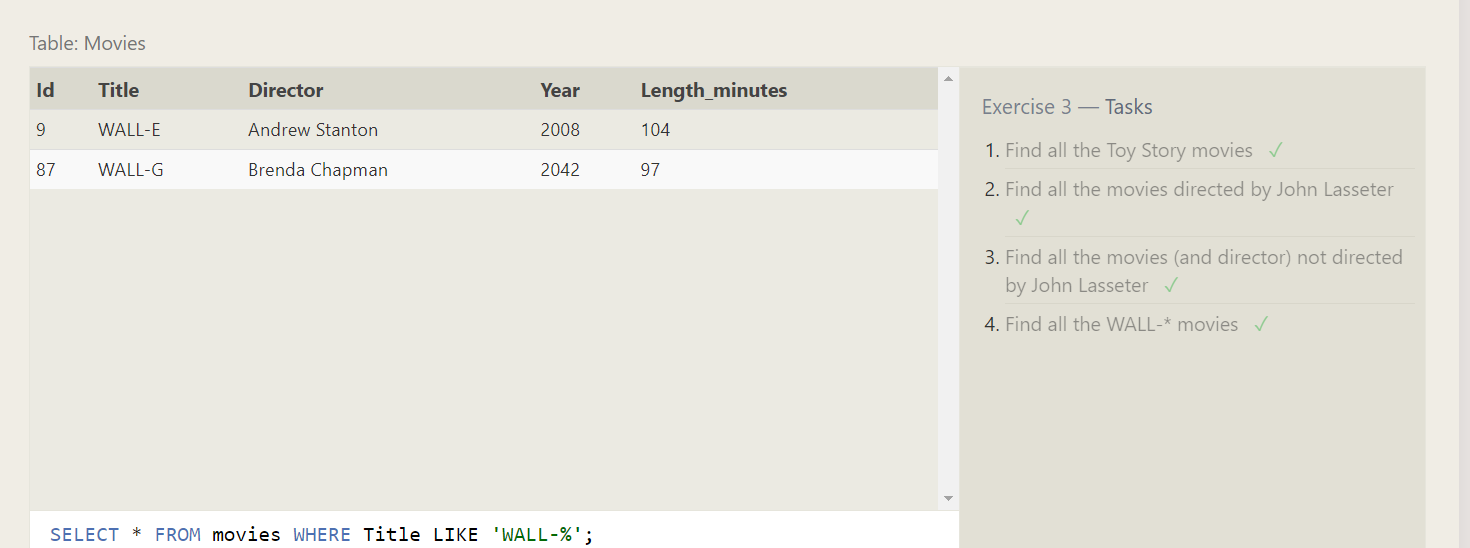 Table: Movies
Id Title Director Year Length_minutes
9 WALL-E Andrew Stanton 2008 104
87 WALL-G Brenda Chapman 2042 97
SELECT * FROM movies WHERE Title LIKE 'WALL-%';
Exercise 3 — Tasks
1. Find all the Toy Story movies ✓
2. Find all the movies directed by John Lasseter
✓
3. Find all the movies (and director) not directed
by John Lasseter ✓
4. Find all the WALL-* movies ✓